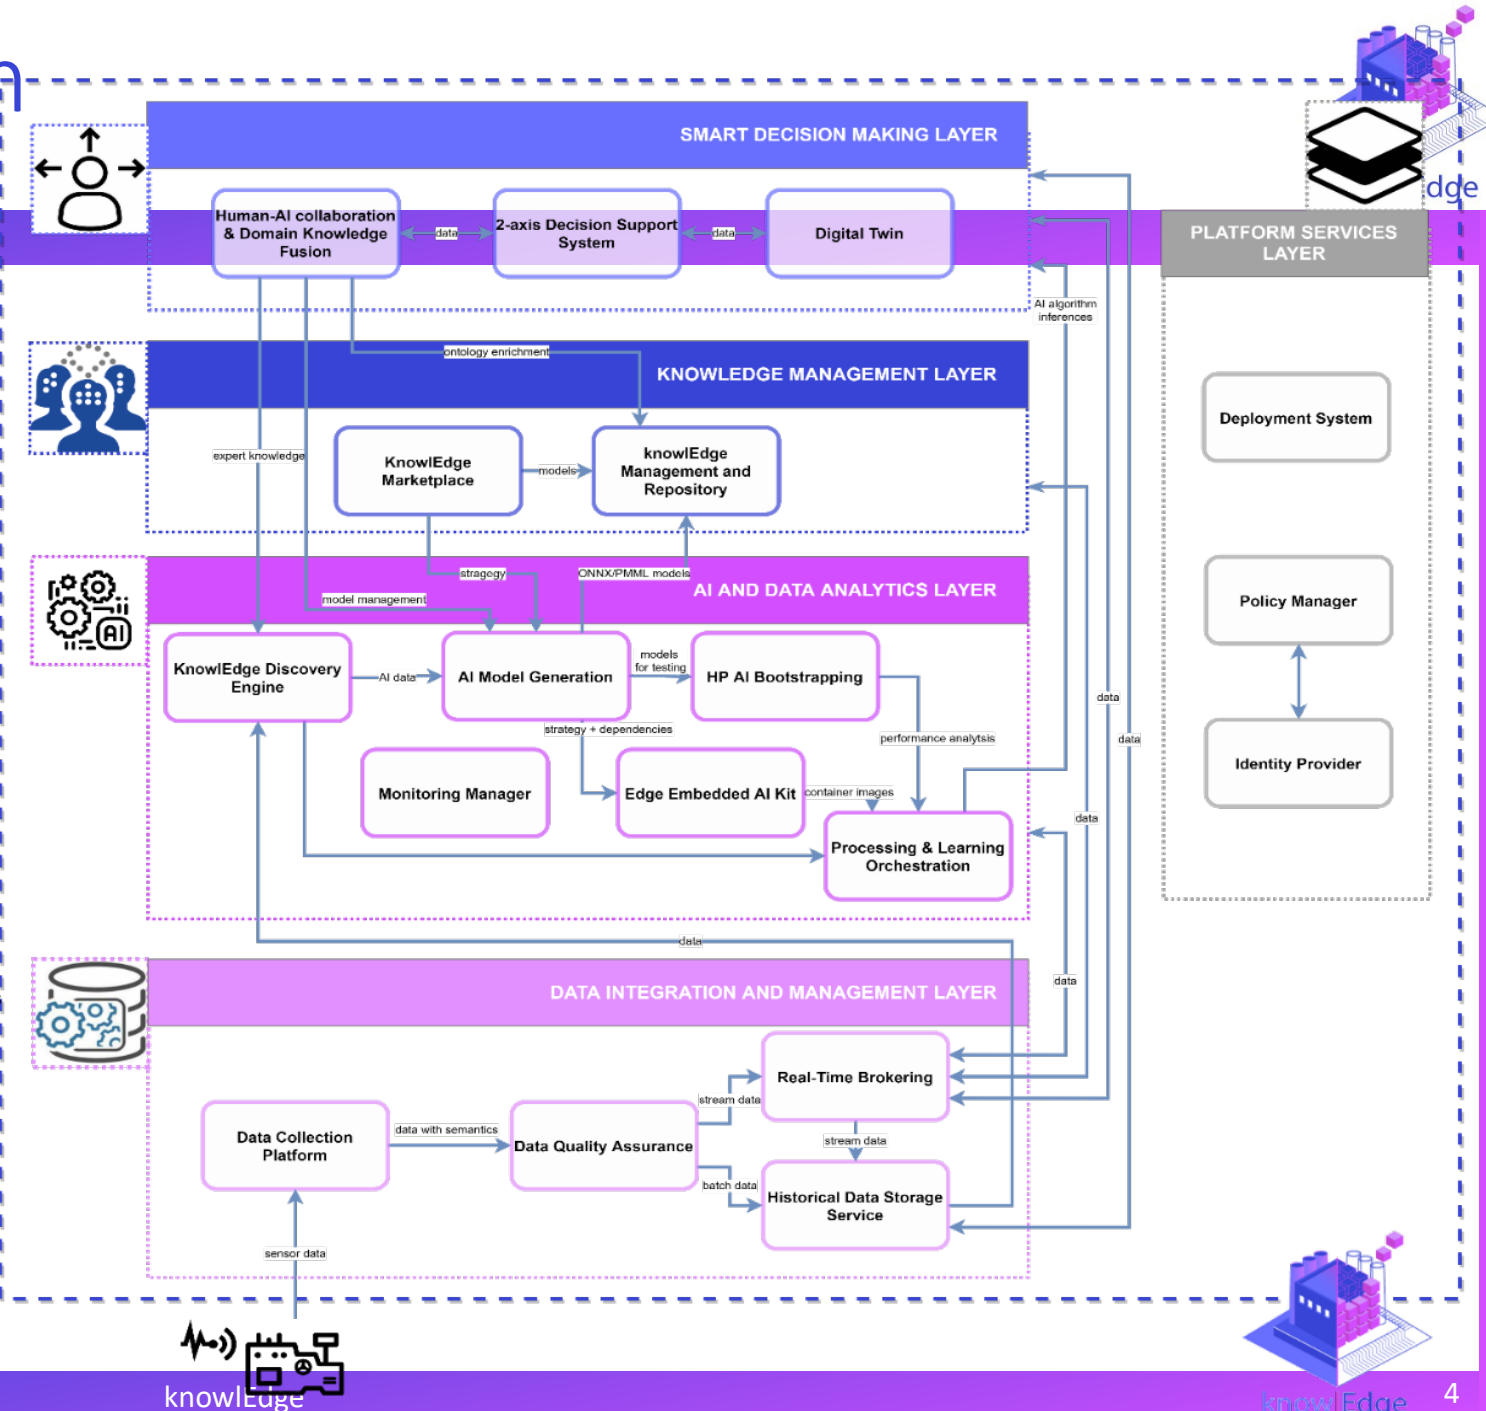 SMART DECISION MAKING LAYER
dge
Human-AI collaboration
& Domain Knowledge
Fusion
data
2-axis Decision Support
System
data
Digital Twin
PLATFORM SERVICES
LAYER
AI algorithm
inferences
ontology enrichment
KNOWLEDGE MANAGEMENT LAYER
Deployment System
expert knowledge
KnowlEdge
Marketplace
models
knowlEdge
Management and
Repository
stragegy
ONNX/PMML models
AI AND DATA ANALYTICS LAYER
model management
Policy Manager
KnowlEdge Discovery
Engine
AI data
AI Model Generation
models
for testing
HP AI Bootstrapping
data
strategy + dependencies
performance analytsis
data
Monitoring Manager
Edge Embedded AI Kit
container images
Identity Provider
data
Processing & Learning
Orchestration
data
data
DATA INTEGRATION AND MANAGEMENT LAYER
Real-Time Brokering
stream data
Data Collection
Platform
data with semantics
Data Quality Assurance
stream data
batch data
Historical Data Storage
Service
sensor data
knowlEdge
knowlEdge
4